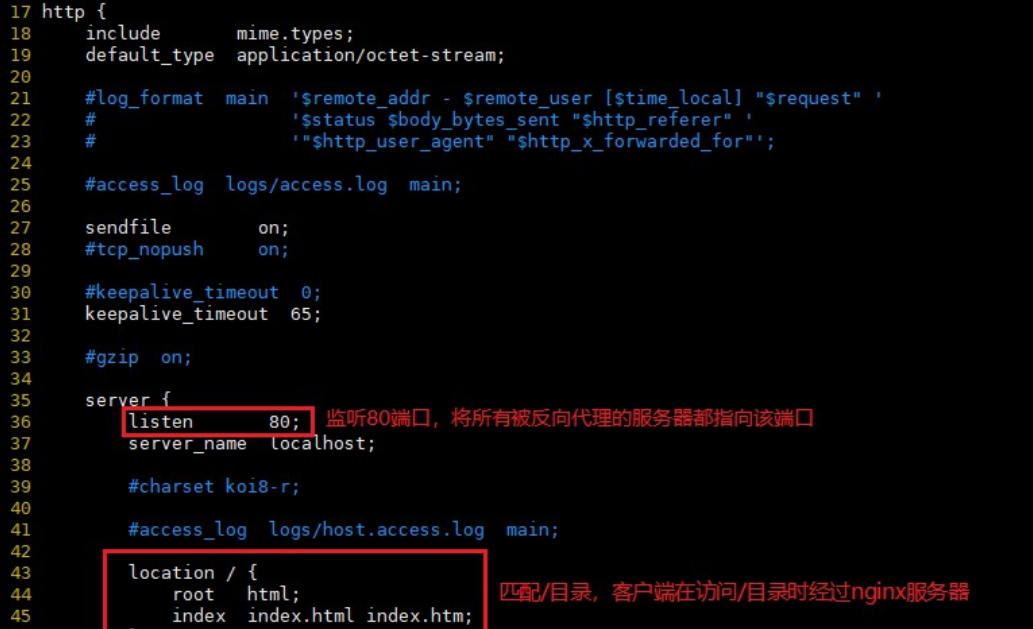 17 http {
18     include       mime.types;
19     default_type  application/octet-stream;
20
21     #log_format  main  '$remote_addr - $remote_user [$time_local] "$request" '
22     #                  '$status $body_bytes_sent "$http_referer" '
23     #                  '"$http_user_agent" "$http_x_forwarded_for"';
24
25     #access_log  logs/access.log  main;
26
27     sendfile        on;
28     #tcp_nopush     on;
29
30     #keepalive_timeout  0;
31     keepalive_timeout  65;
32
33     #gzip  on;
34
35     server {
36         listen       80; 监听80端口，将所有被反向代理的服务器都指向该端口
37         server_name  localhost;
38
39         #charset koi8-r;
40
41         #access_log  logs/host.access.log  main;
42
43         location / {
44             root   html; 匹配/目录，客户端在访问/目录时经过nginx服务器
45             index  index.html index.htm;